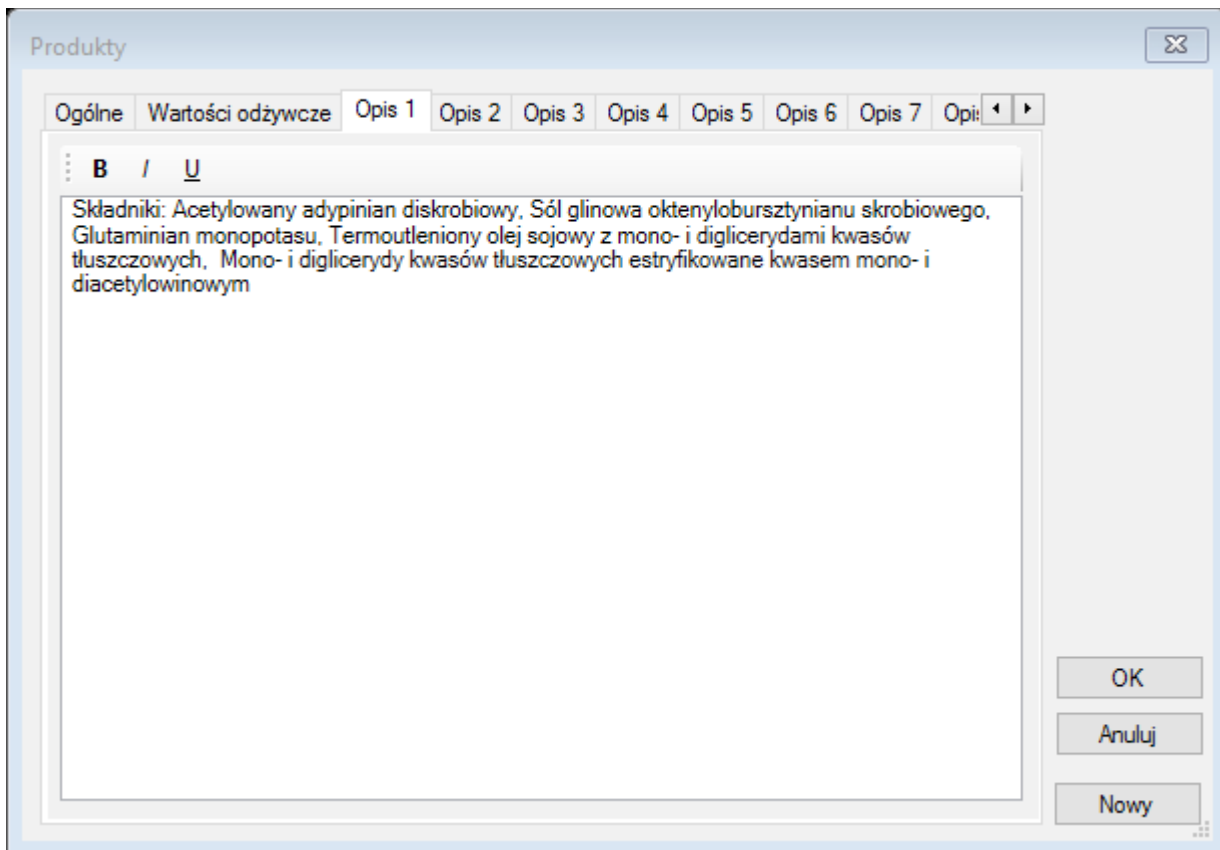 Produkty
Ogólne Wartości odżywcze Opis 1 Opis 2 Opis 3 Opis 4 Opis 5 Opis 6 Opis 7
B I U
Składniki: Acetylowany adypinian diskrobiowy, Sól glinowa oktenylobursztynianu skrobiowego,
Glutaminian monopotasu, Termoutleniony olej sojowy z mono- i diglicerydami kwasów
tłuszczowych,  Mono- i diglicerydy kwasów tłuszczowych estryfikowane kwasem mono- i
diacetylowinowym
OK
Anuluj
Nowy